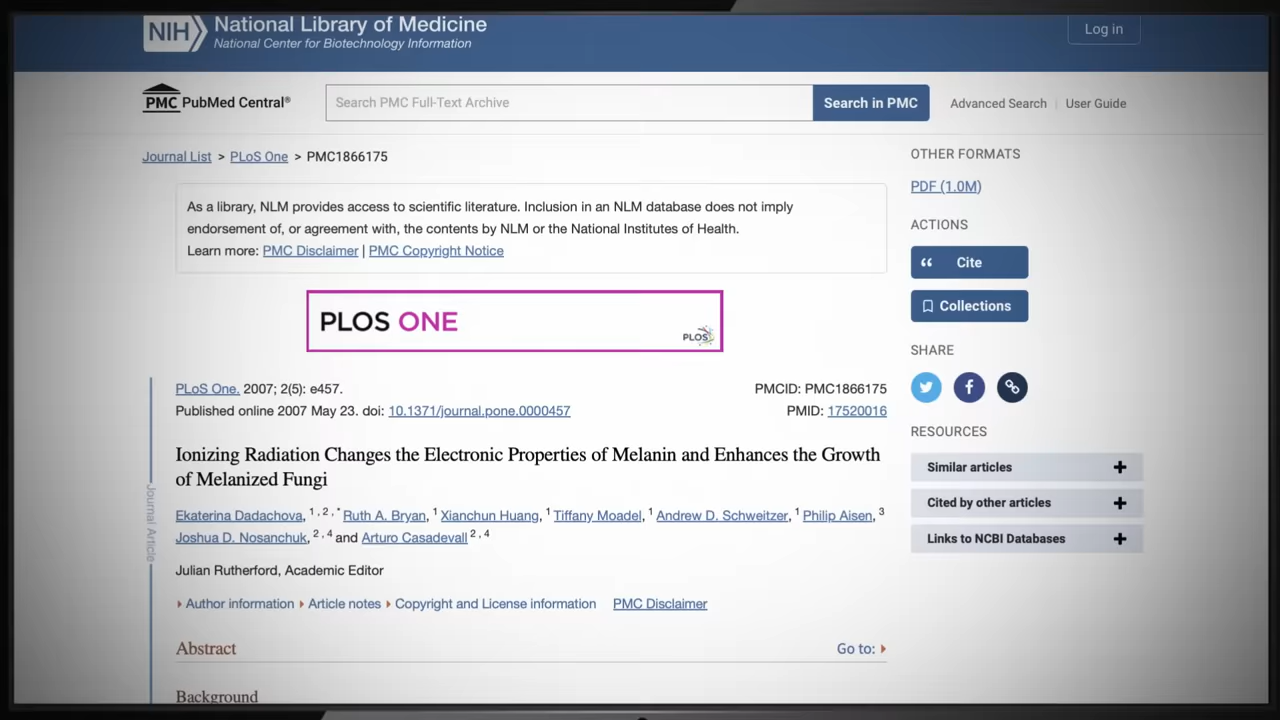 NIH National Library of Medicine
National Center for Biotechnology Information
Log in
PMC PubMed Central®
Search PMC Full-Text Archive
Search in PMC
Advanced Search | User Guide
Journal List > PLoS One > PMC1866175
As a library, NLM provides access to scientific literature. Inclusion in an NLM database does not imply
endorsement of, or agreement with, the contents by NLM or the National Institutes of Health.
Learn more: PMC Disclaimer | PMC Copyright Notice
PLOS ONE
PLOS
PLoS One. 2007; 2(5): e457.
PMCID: PMC1866175
Published online 2007 May 23. doi: 10.1371/journal.pone.0000457
PMID: 17520016
Ionizing Radiation Changes the Electronic Properties of Melanin and Enhances the Growth
of Melanized Fungi
Ekaterina Dadachova, 1 , 2 , * Ruth A. Bryan, 1 Xianchun Huang, 1 Tiffany Moadel, 1 Andrew D. Schweitzer, 1 Philip Aisen, 3
Joshua D. Nosanchuk, 2 , 4 and Arturo Casadevall 2 , 4
Julian Rutherford, Academic Editor
Author information Article notes Copyright and License information PMC Disclaimer
Journal Article
Abstract
Go to:
Background
OTHER FORMATS
PDF (1.0M)
ACTIONS
Cite
Collections
SHARE
RESOURCES
Similar articles
Cited by other articles
Links to NCBI Databases